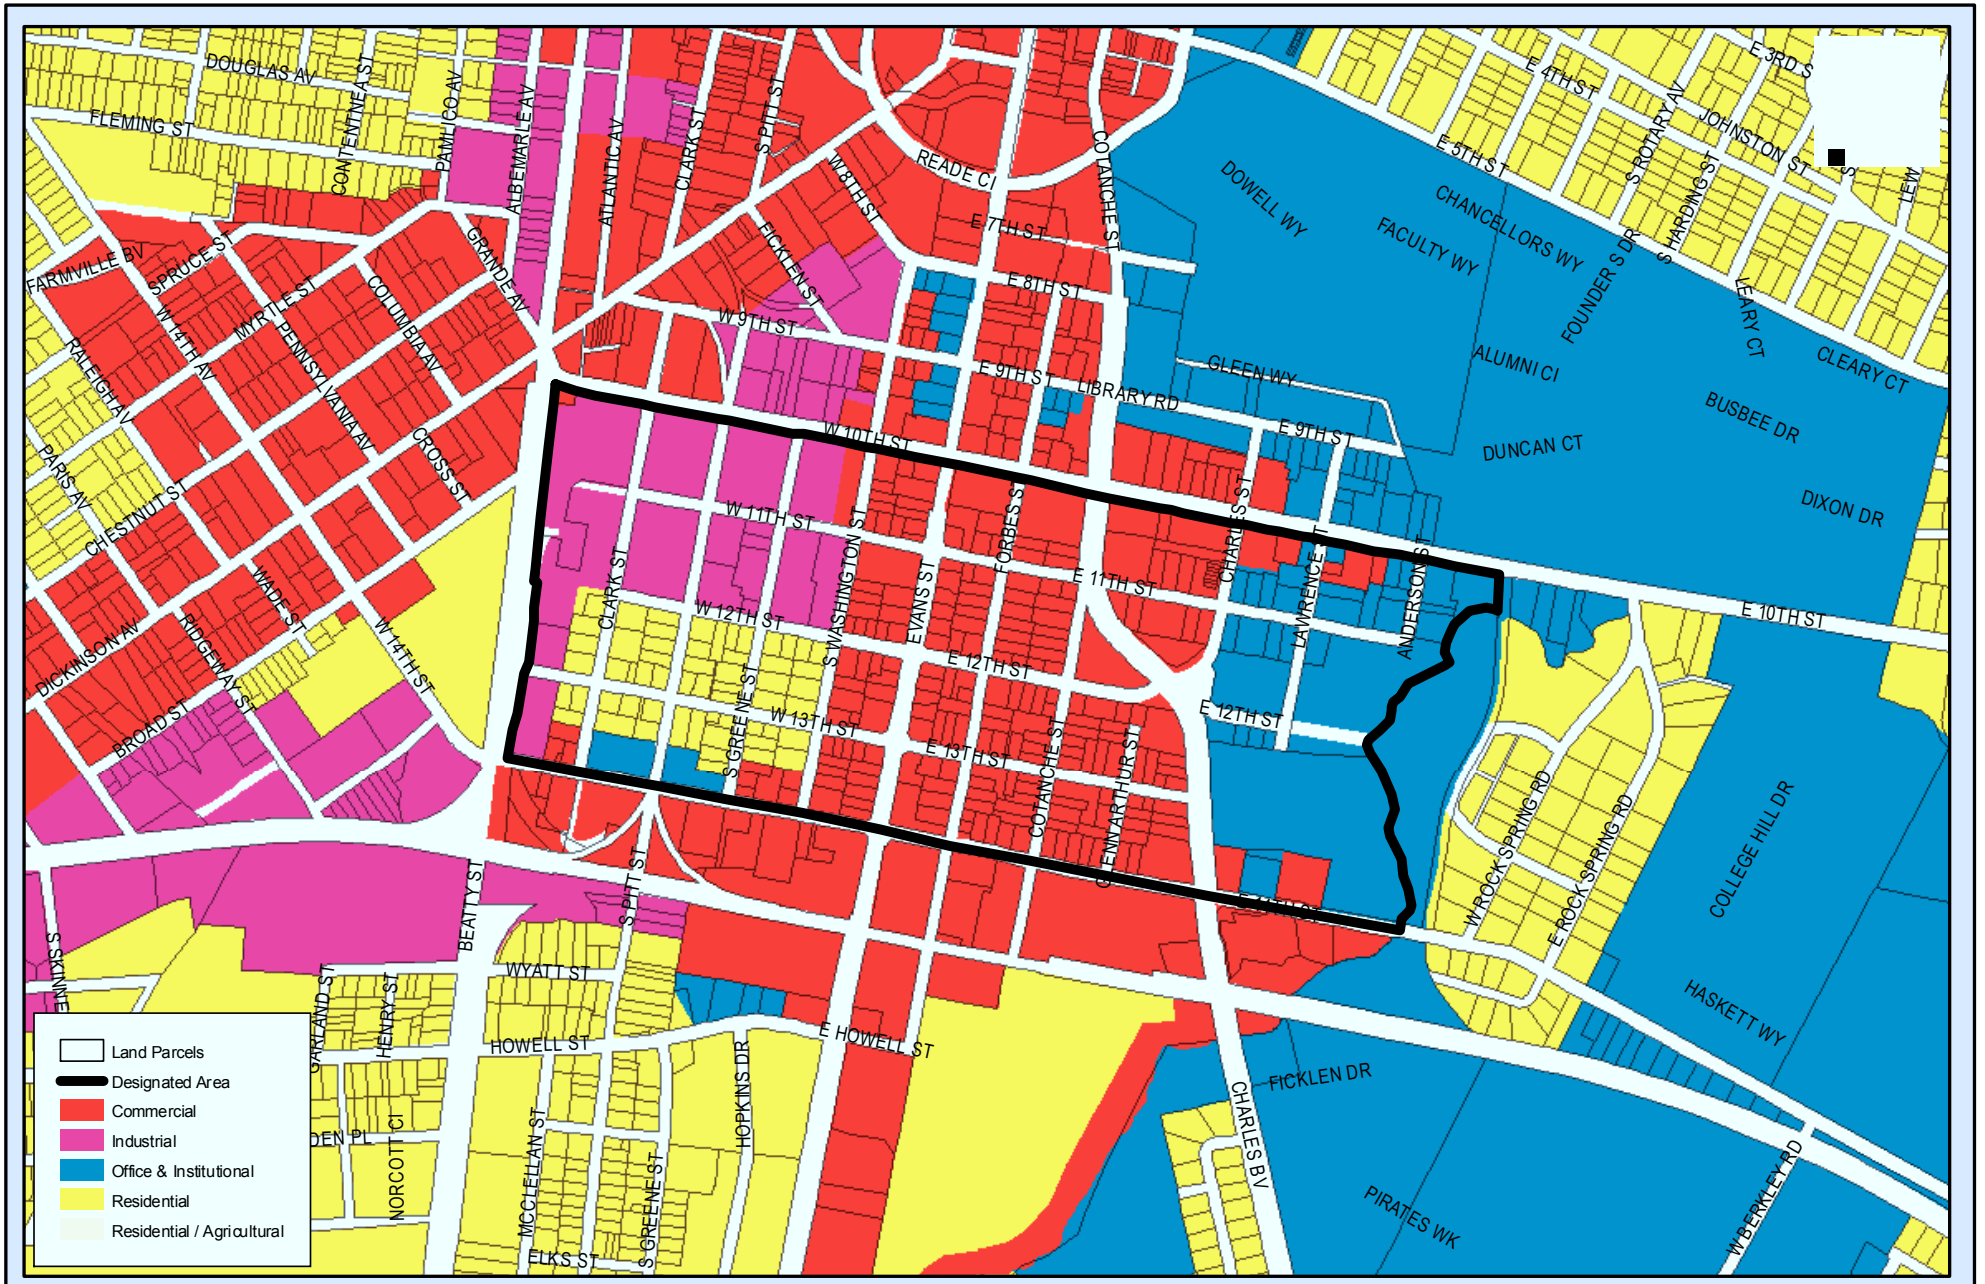 DOUGLAS AV
CONTENTNEA ST
PAMLICO AV
ALBEMARLE AV
FLEMING ST
ATLANTIC AV
CLARK ST
S PITT ST
W 8TH ST
READE CI
COTANCHE ST
E 7TH ST
E 8TH ST
DOWELL WY
FACULTY WY
CHANCELLORS WY
FOUNDER S DR
E 5TH ST
E 4TH ST
E 3RD S
JOHNSTON ST
S ROTARY AV
S HARDING ST
LEW
S
LEARY CT
CLEARY CT
ALUMNI CI
BUSBEE DR
DUNCAN CT
DIXON DR
FARMVILLE BV
SPRUCE ST
MYRTLE ST
W 14TH AV
PENNSYLVANIA AV
COLUMBIA AV
GRANDE AV
FICKLEN ST
W 9TH ST
E 9TH ST
LIBRARY RD
GLEEN WY
E 9TH ST
RALEIGH AV
PARIS AV
CHESTNUT ST
CROSS ST
W 10TH ST
W 11TH ST
E 11TH ST
FORBES ST
CHARLES ST
LAWRENCE ST
ANDERSON ST
E 10TH ST
S WASHINGTON ST
EVANS ST
CLARK ST
W 12TH ST
E 12TH ST
E 12TH ST
WADE ST
RIDGEWAY ST
DICKINSON AV
BROAD ST
W 14TH ST
S GREENE ST
W 13TH ST
E 13TH ST
COTANCHE ST
GLENN ARTHUR ST
E 14TH ST
W ROCK SPRING RD
E ROCK SPRING RD
COLLEGE HILL DR
HASKETT WY
S SKINNE
BEATTY ST
S PITT ST
WYATT ST
GARLAND ST
HENRY ST
HOWELL ST
E HOWELL ST
HOPKINS DR
FICKLEN DR
CHARLES BV
PIRATES WK
W BERKLEY RD
DEN PL
NORCOTT CI
MCCLELLAN ST
S GREENE ST
ELKS ST
Land Parcels
Designated Area
Commercial
Industrial
Office & Institutional
Residential
Residential / Agricultural